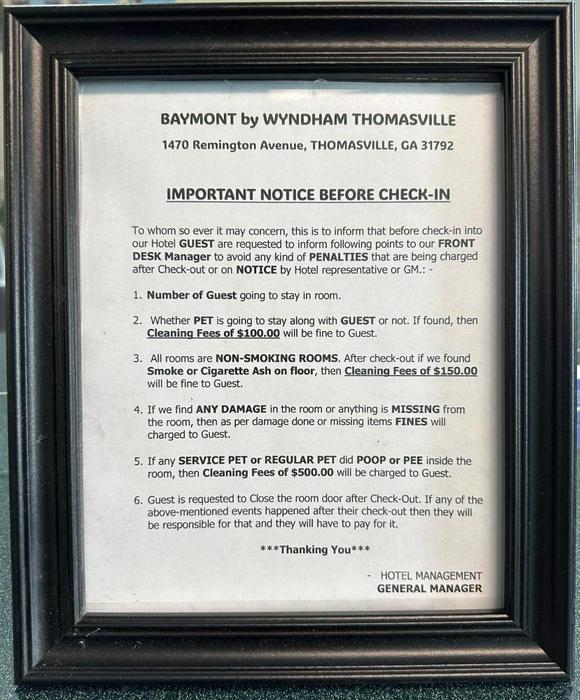 BAYMONT by WYNDHAM THOMASVILLE
1470 Remington Avenue, THOMASVILLE, GA 31792
IMPORTANT NOTICE BEFORE CHECK-IN
To whom so ever it may concern, this is to inform that before check-in into
our Hotel GUEST are requested to inform following points to our FRONT
DESK Manager to avoid any kind of PENALTIES that are being charged
after Check-out or on NOTICE by Hotel representative or GM.: -
1. Number of Guest going to stay in room.
2. Whether PET is going to stay along with GUEST or not. If found, then
Cleaning Fees of $100.00 will be fine to Guest.
3. All rooms are NON-SMOKING ROOMS. After check-out if we found
Smoke or Cigarette Ash on floor, then Cleaning Fees of $150.00
will be fine to Guest.
4. If we find ANY DAMAGE in the room or anything is MISSING from
the room, then as per damage done or missing items FINES will
charged to Guest.
5. If any SERVICE PET or REGULAR PET did POOP or PEE inside the
room, then Cleaning Fees of $500.00 will be charged to Guest.
6. Guest is requested to Close the room door after Check-Out. If any of the
above-mentioned events happened after their check-out then they will
be responsible for that and they will have to pay for it.
***Thanking You***
- HOTEL MANAGEMENT
GENERAL MANAGER